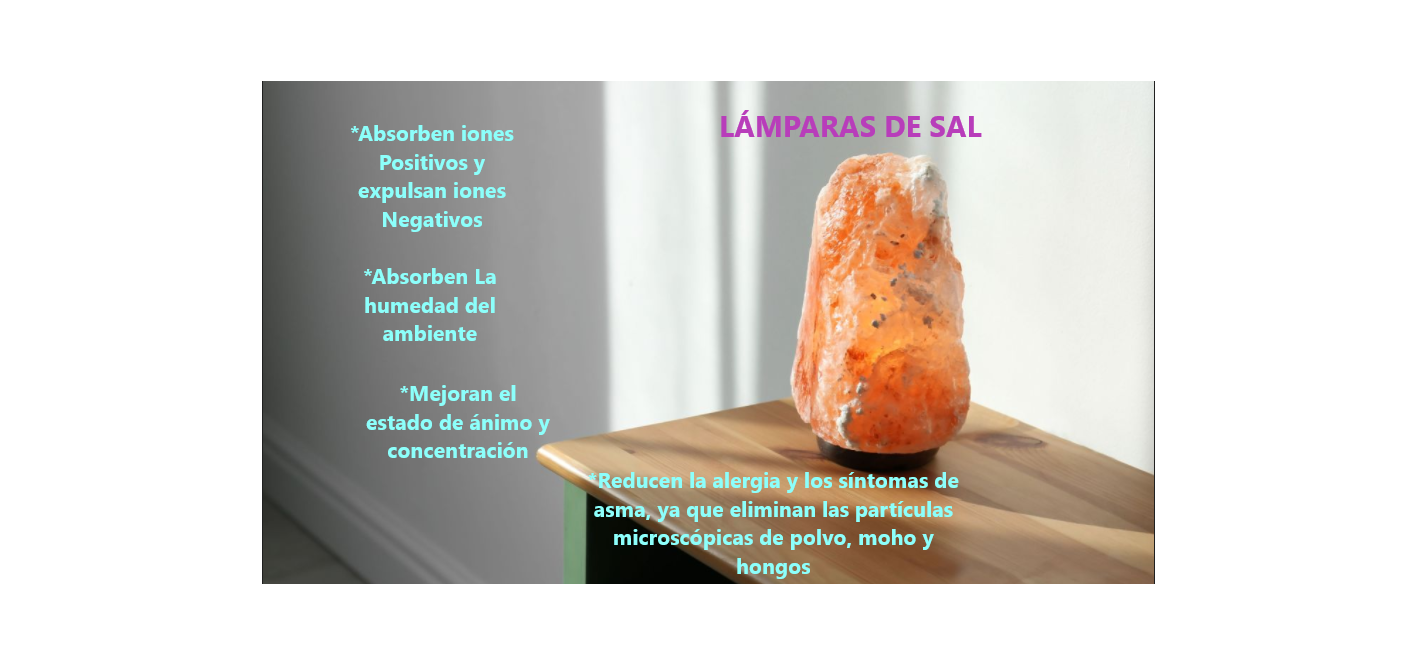 LÁMPARAS DE SAL
*Absorben iones
Positivos y
expulsan iones
Negativos
*Absorben La
humedad del
ambiente
*Mejoran el
estado de ánimo y
concentración
*Reducen la alergia y los síntomas de
asma, ya que eliminan las partículas
microscópicas de polvo, moho y
hongos